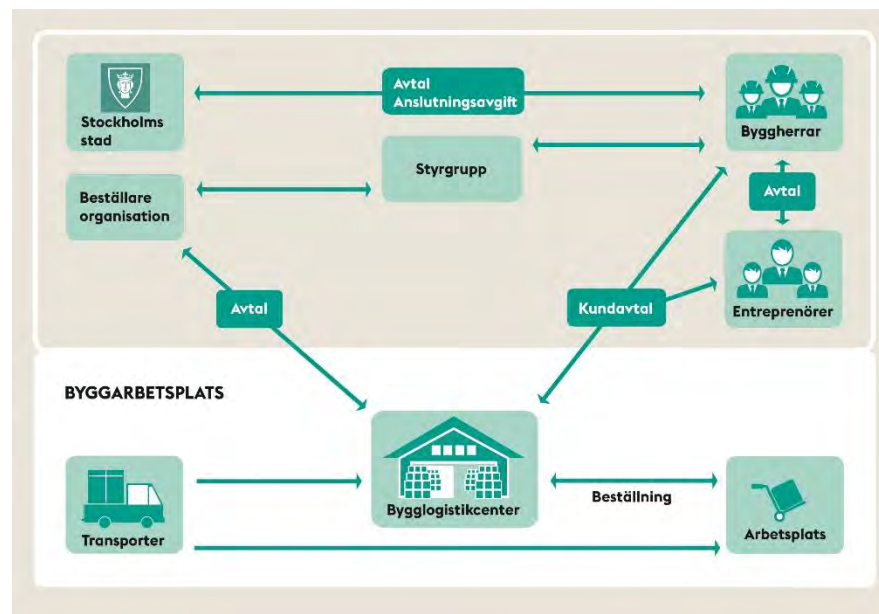 Stockholms
stad
Avtal
Anslutningsavgift
Byggherrar
Beställare
organisation
Styrgrupp
Avtal
Entreprenörer
Avtal
Kundavtal
BYGGARBETSPLATS
Transporter
Bygglogistikcenter
Beställning
Arbetsplats